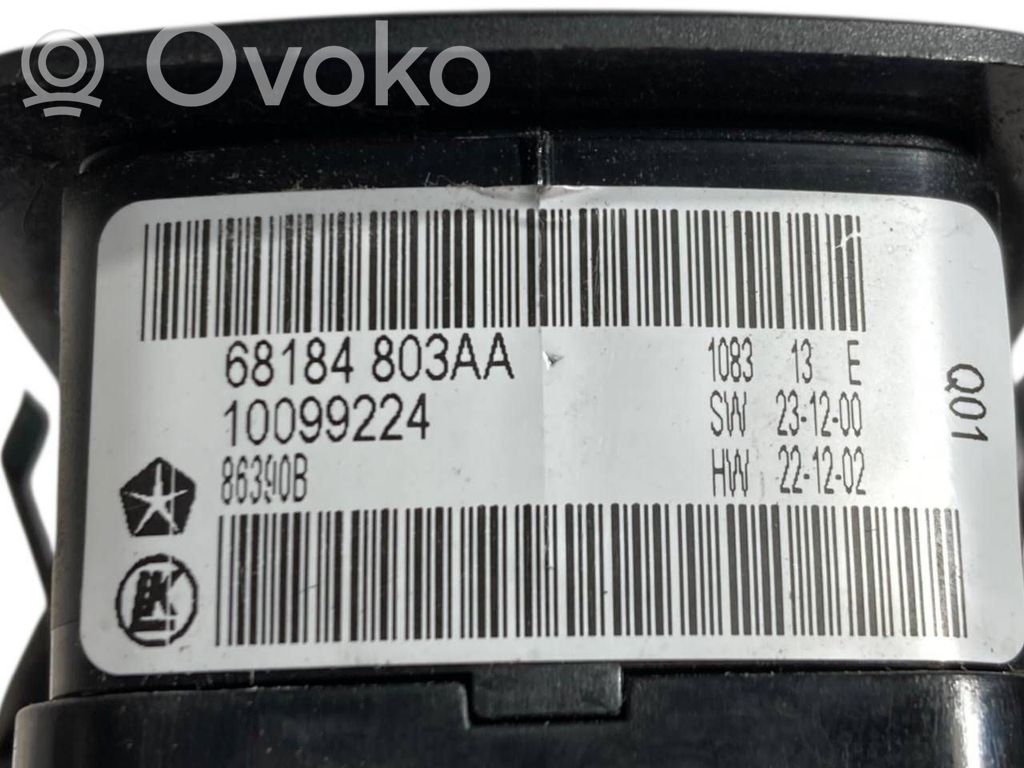 Ovoko
68184 803AA
1083 13 E
10099224
SW 23-12-00
86390B
HW 22-12-02
Q01